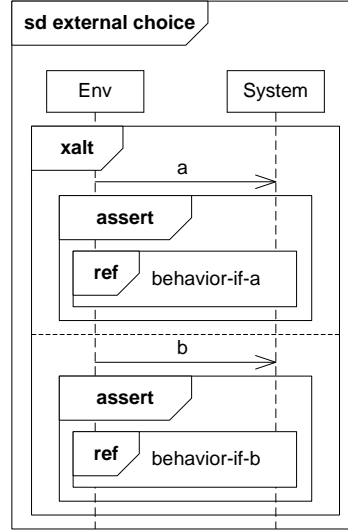 sd external choice
Env System
xalt
a
assert
ref behavior-if-a
b
assert
ref behavior-if-b